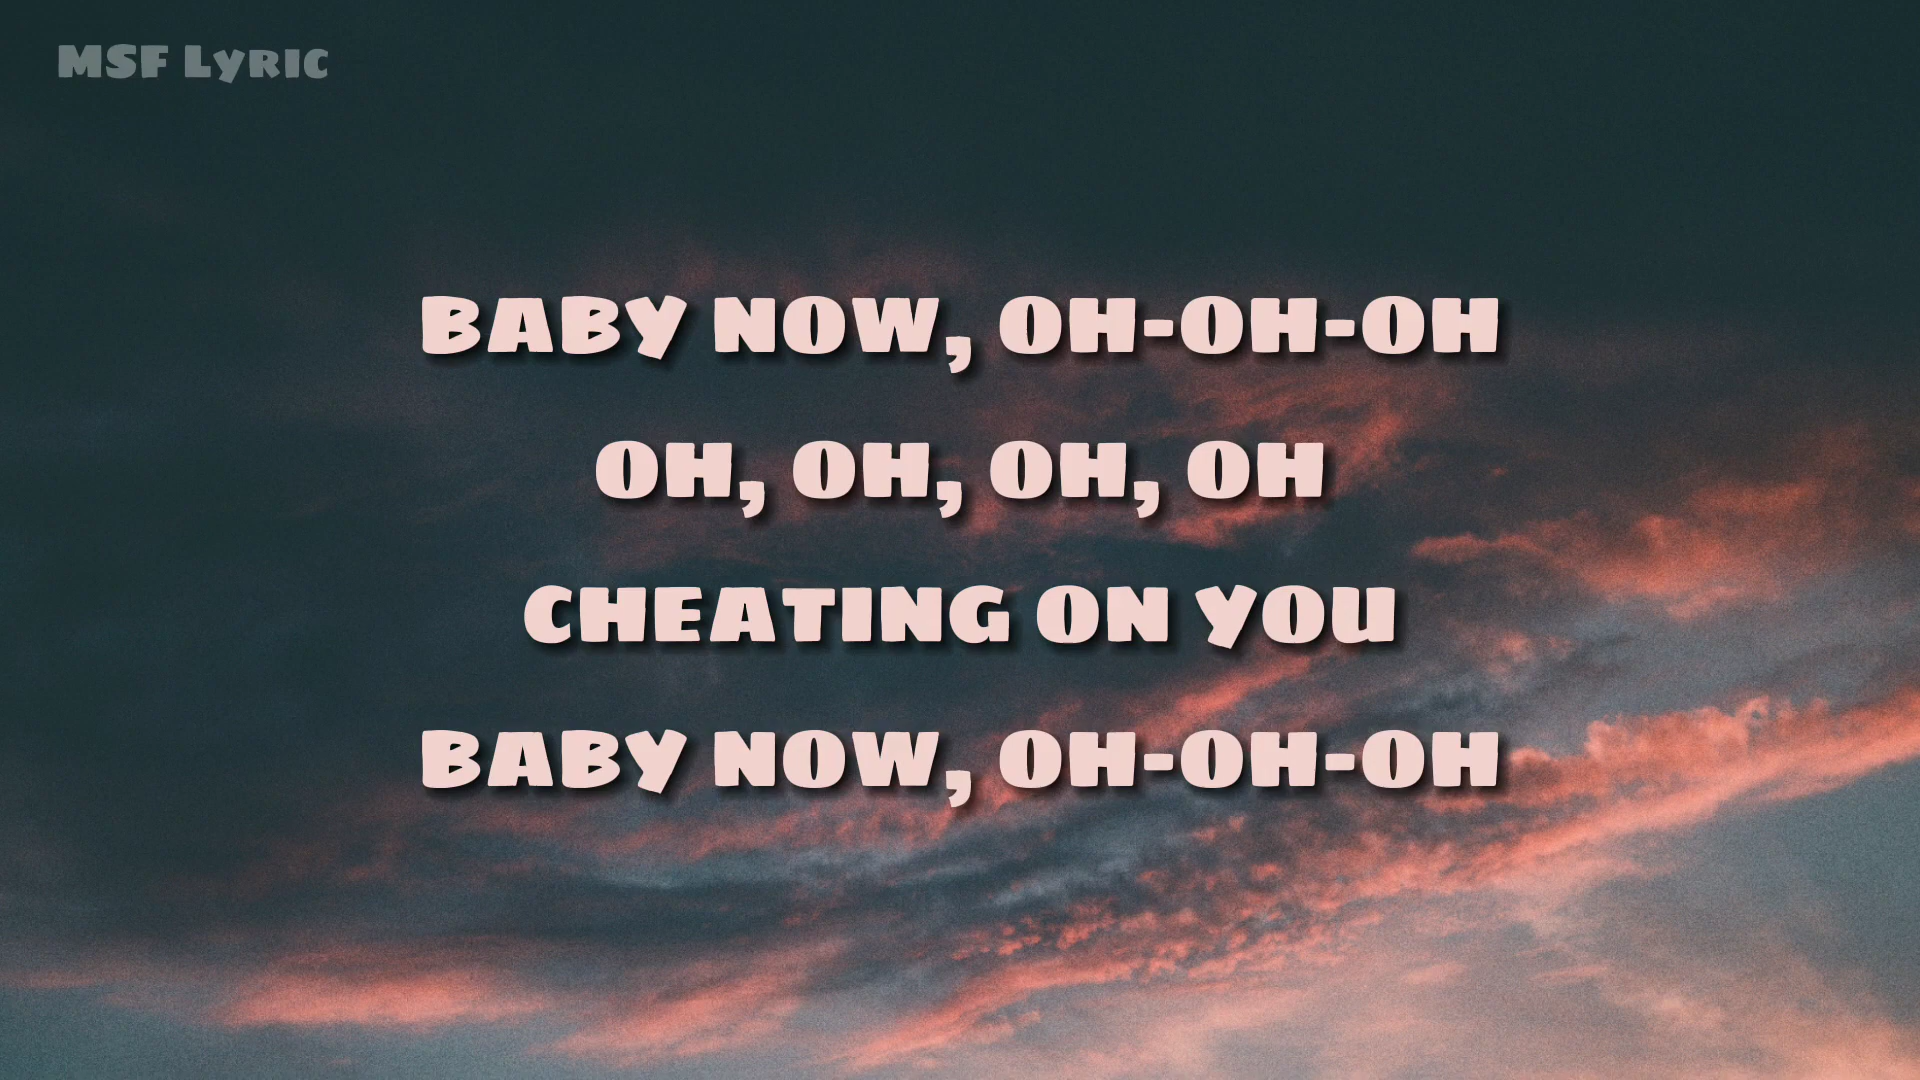 MSF Lyric
BABY NOW, OH-OH-OH
OH, OH, OH, OH
CHEATING ON YOU
BABY NOW, OH-OH-OH